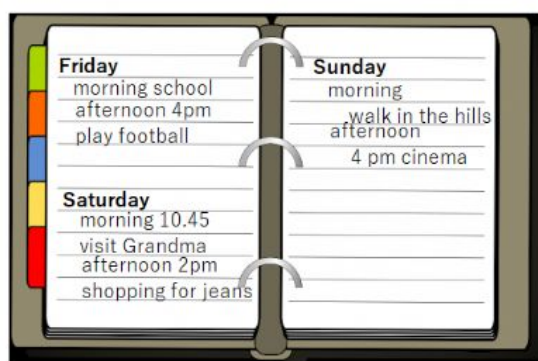 Friday
morning school
afternoon 4pm
play football
Saturday
morning 10.45
visit Grandma
afternoon 2pm
shopping for jeans
Sunday
morning
walk in the hills
afternoon
4 pm cinema